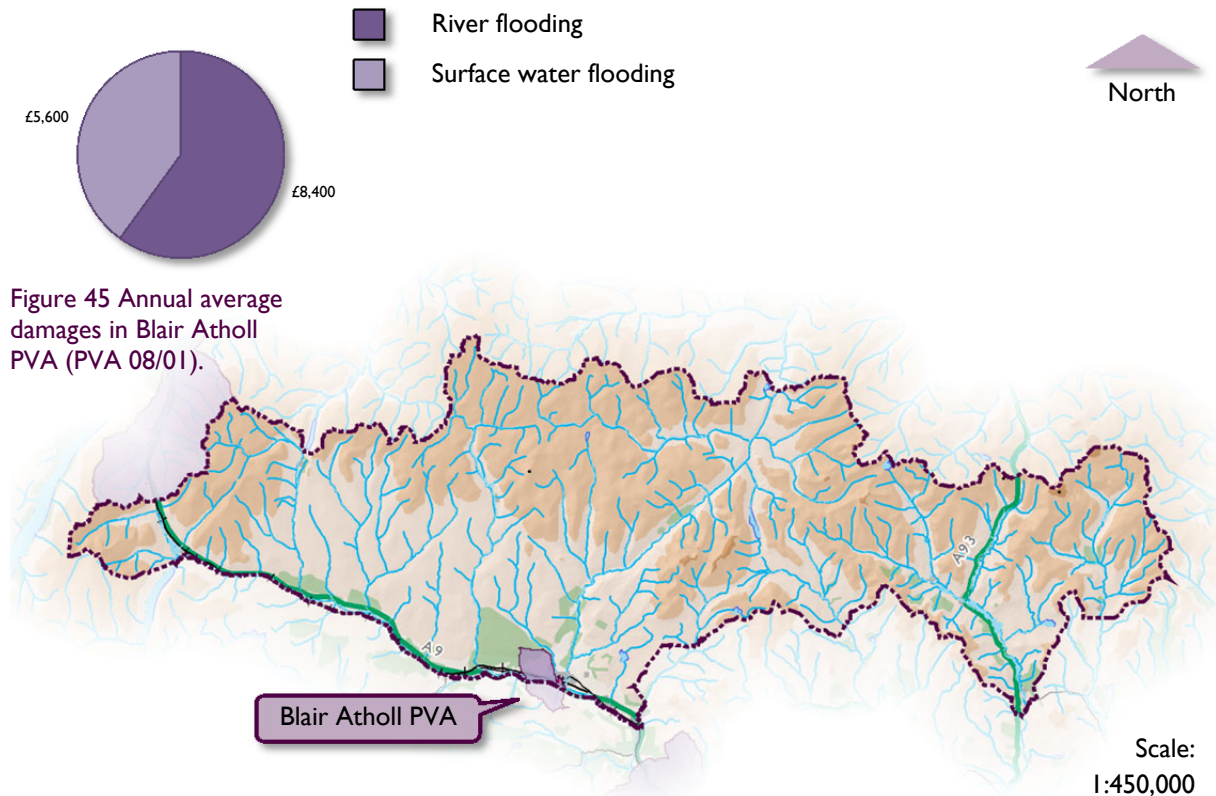 River flooding
Surface water flooding
North
£5,600
£8,400
Figure 45 Annual average
damages in Blair Atholl
PVA (PVA 08/01).
A93
A9
Blair Atholl PVA
Scale:
1:450,000